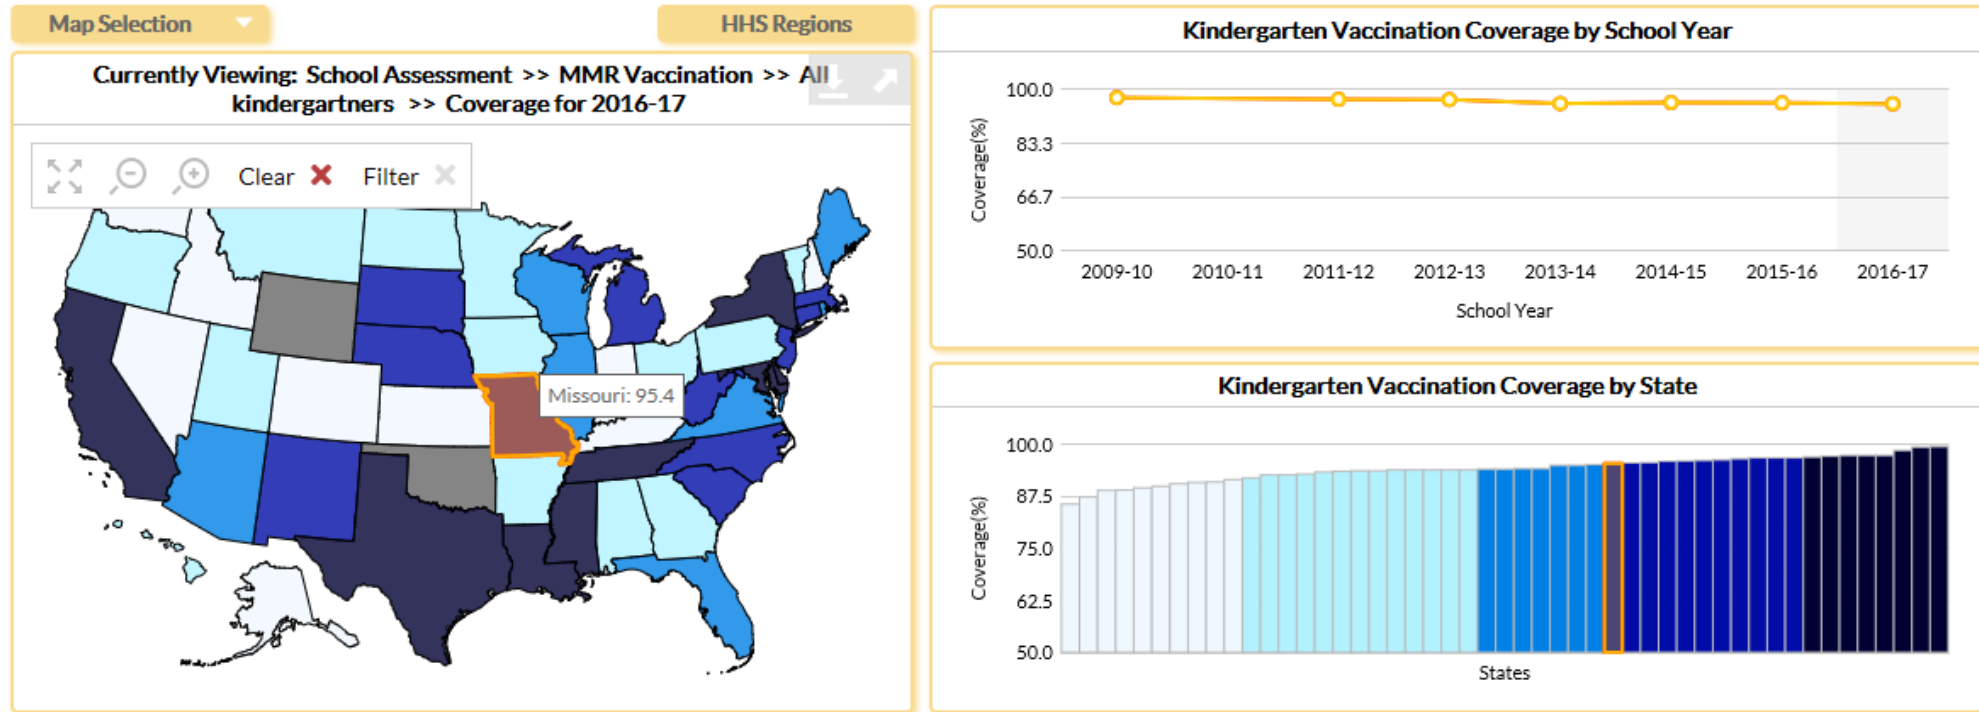 Map Selection
HHS Regions
Currently Viewing: School Assessment >> MMR Vaccination >> All
kindergartners >> Coverage for 2016-17
Clear
Filter
Missouri: 95.4
Kindergarten Vaccination Coverage by School Year
100.0
83.3
66.7
50.0
Coverage(%)
2009-10 2010-11 2011-12 2012-13 2013-14 2014-15 2015-16 2016-17
School Year
Kindergarten Vaccination Coverage by State
100.0
87.5
75.0
62.5
50.0
Coverage(%)
States